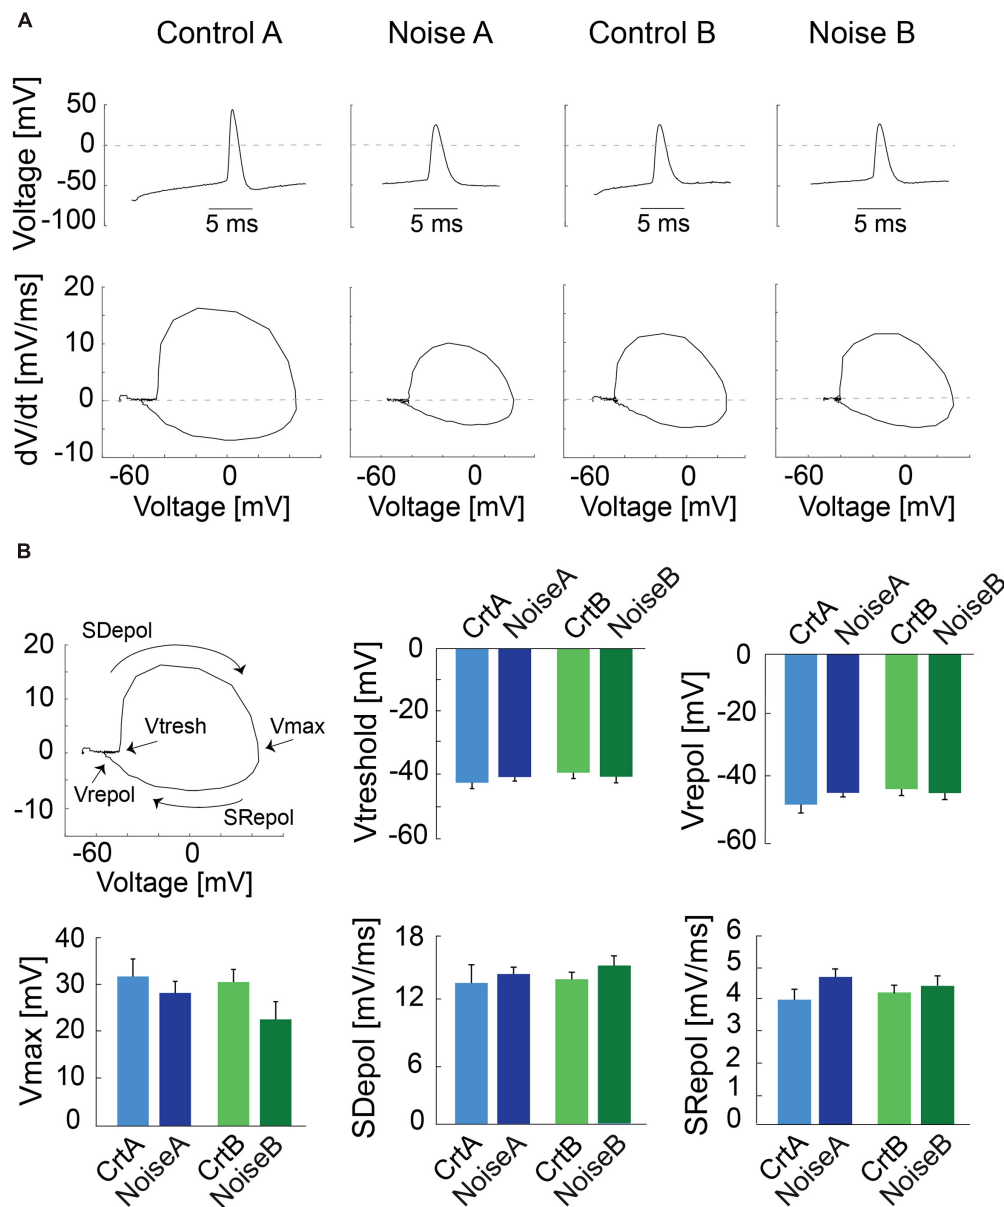 A
Control A Noise A Control B Noise B
Voltage [mV]
50
0
-50
-100
5 ms 5 ms 5 ms 5 ms
dV/dt [mV/ms]
20
10
0
-10
-60 0 -60 0 -60 0 -60 0
Voltage [mV] Voltage [mV] Voltage [mV] Voltage [mV]
B
20
10
0
-10
SDepol
Vtresh
Vmax
Vrepol
SRepol
-60 0
Voltage [mV]
CrtA NoiseA CrtB NoiseB
Vtreshold [mV]
0
-20
-40
-60
CrtA NoiseA CrtB NoiseB
Vrepol [mV]
0
-20
-40
-60
Vmax [mV]
40
30
20
10
0
CrtA NoiseA CrtB NoiseB
SDepol [mV/ms]
18
12
6
0
CrtA NoiseA CrtB NoiseB
SRepol [mV/ms]
6
5
4
3
2
1
0
CrtA NoiseA CrtB NoiseB